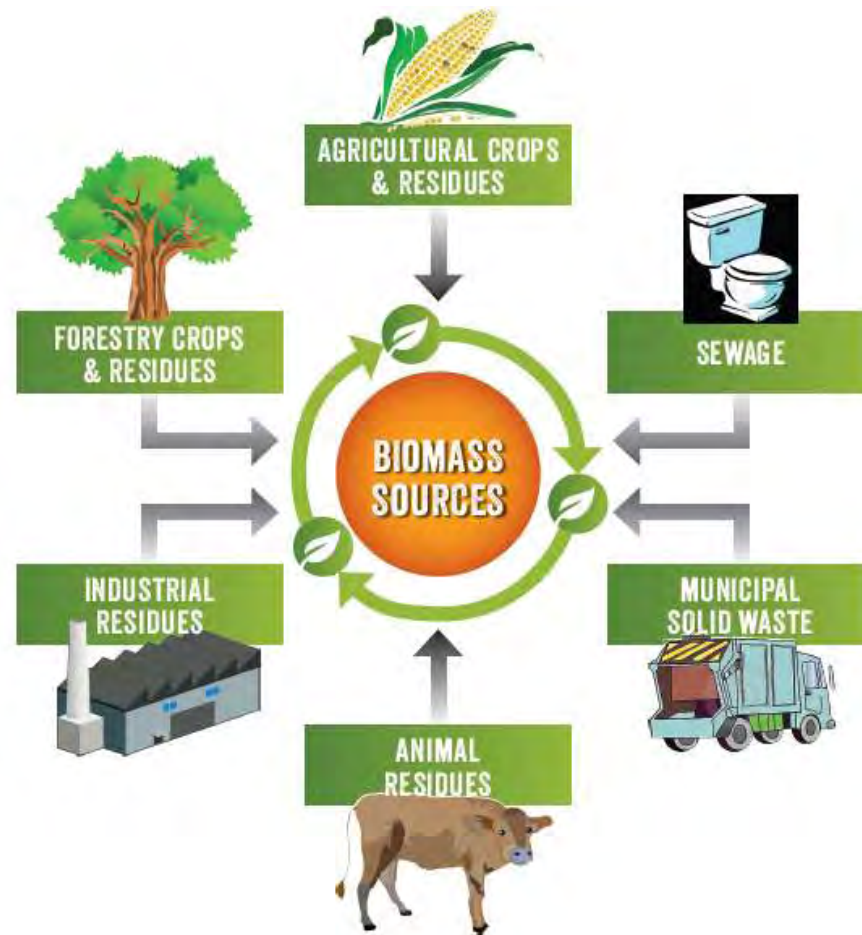 AGRICULTURAL CROPS
& RESIDUES
FORESTRY CROPS
& RESIDUES
SEWAGE
BIOMASS
SOURCES
INDUSTRIAL
RESIDUES
MUNICIPAL
SOLID WASTE
ANIMAL
RESIDUES